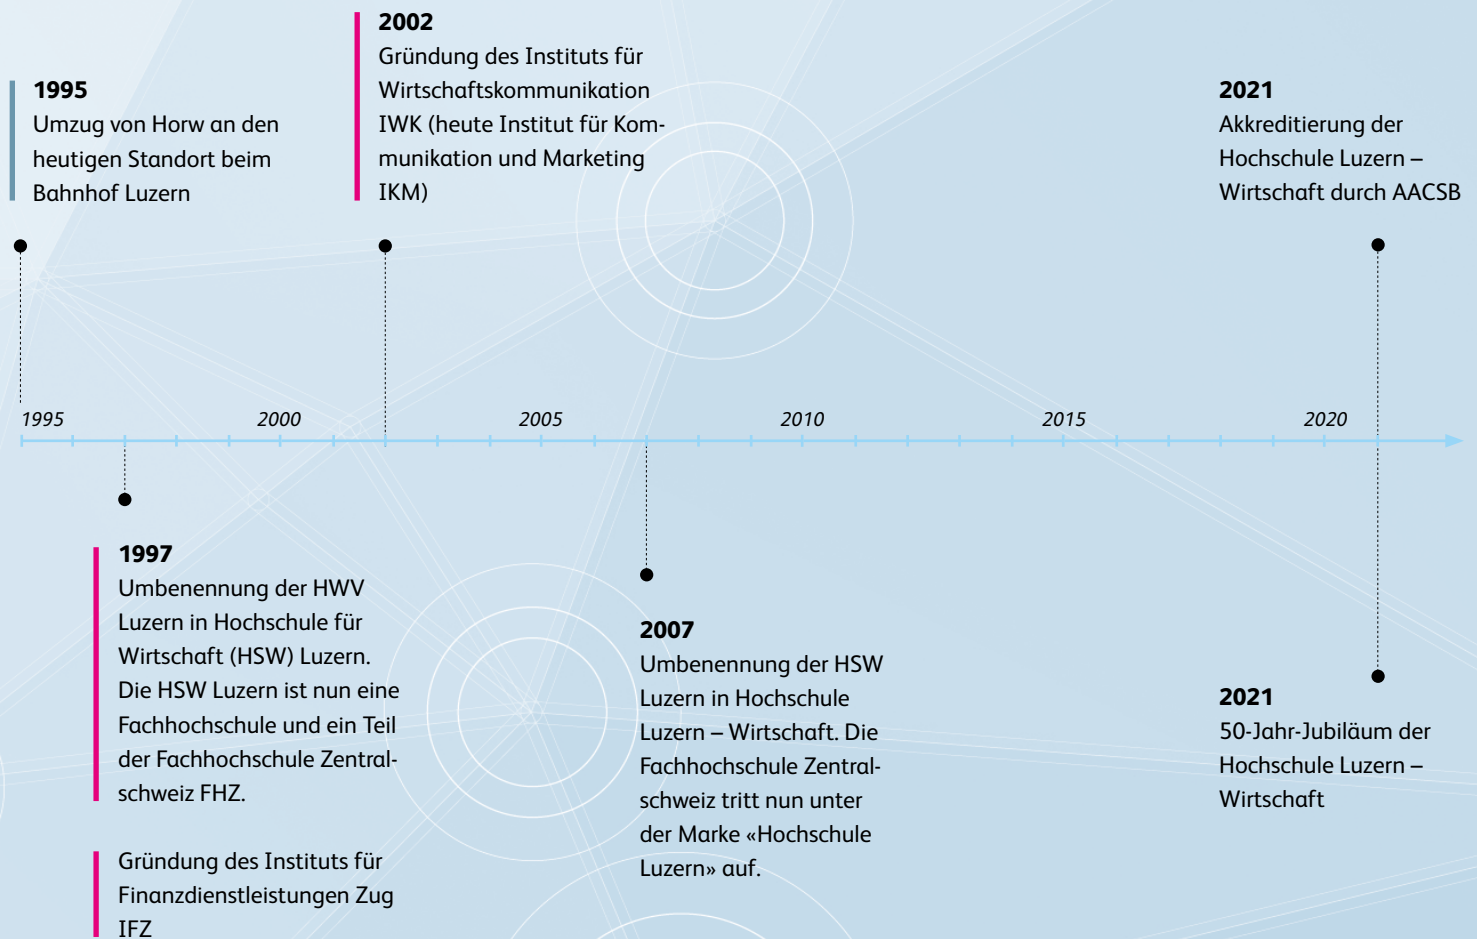 1995
Umzug von Horw an den
heutigen Standort beim
Bahnhof Luzern
2002
Gründung des Instituts für
Wirtschaftskommunikation
IWK (heute Institut für Kom-
munikation und Marketing
IKM)
2021
Akkreditierung der
Hochschule Luzern –
Wirtschaft durch AACSB
1995
2000
2005
2010
2015
2020
1997
Umbenennung der HWV
Luzern in Hochschule für
Wirtschaft (HSW) Luzern.
Die HSW Luzern ist nun eine
Fachhochschule und ein Teil
der Fachhochschule Zentral-
schweiz FHZ.
Gründung des Instituts für
Finanzdienstleistungen Zug
IFZ
2007
Umbenennung der HSW
Luzern in Hochschule
Luzern – Wirtschaft. Die
Fachhochschule Zentral-
schweiz tritt nun unter
der Marke «Hochschule
Luzern» auf.
2021
50-Jahr-Jubiläum der
Hochschule Luzern –
Wirtschaft